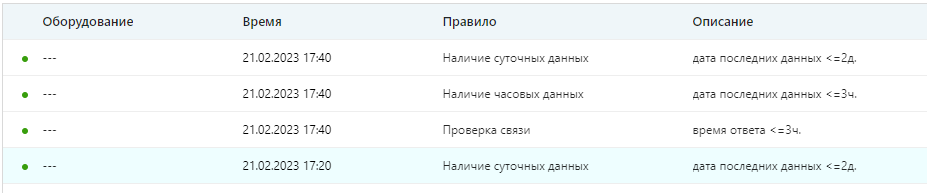 Оборудование Время Правило Описание
--- 21.02.2023 17:40 Наличие суточных данных дата последних данных <=2д.
--- 21.02.2023 17:40 Наличие часовых данных дата последних данных <=3ч.
--- 21.02.2023 17:40 Проверка связи время ответа <=3ч.
--- 21.02.2023 17:20 Наличие суточных данных дата последних данных <=2д.